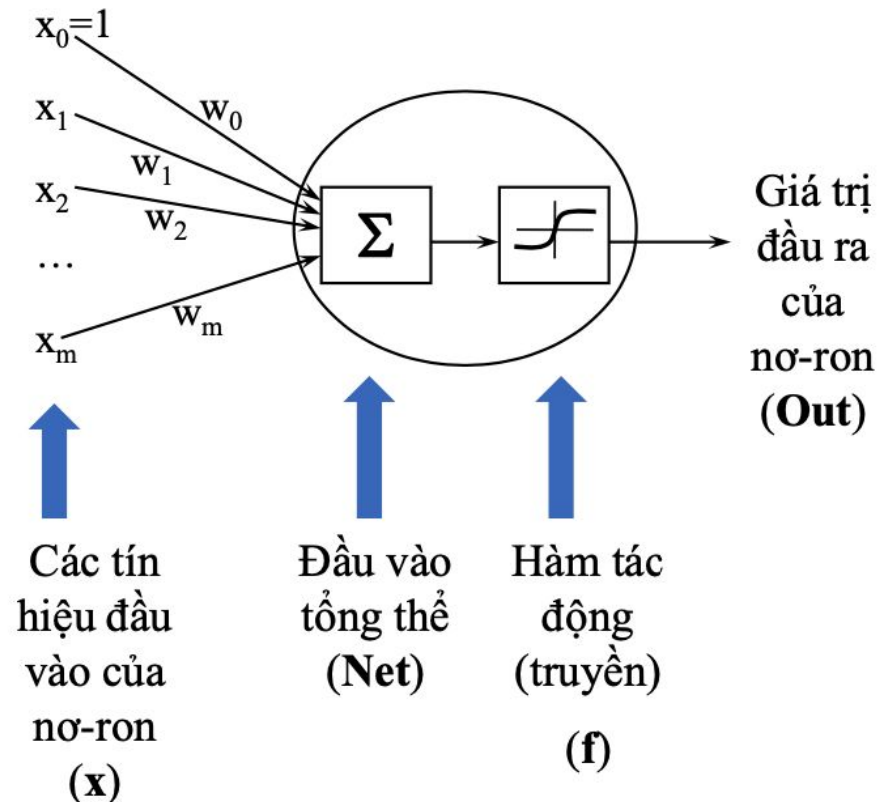 x₀=1
w₀
x₁
w₁
x₂
w₂
...
wₘ
xₘ
Σ
Giá trị
đầu ra
của
nơ-ron
(Out)
Các tín
hiệu đầu
vào của
nơ-ron
(x)
Đầu vào
tổng thể
(Net)
Hàm tác
động
(truyền)
(f)